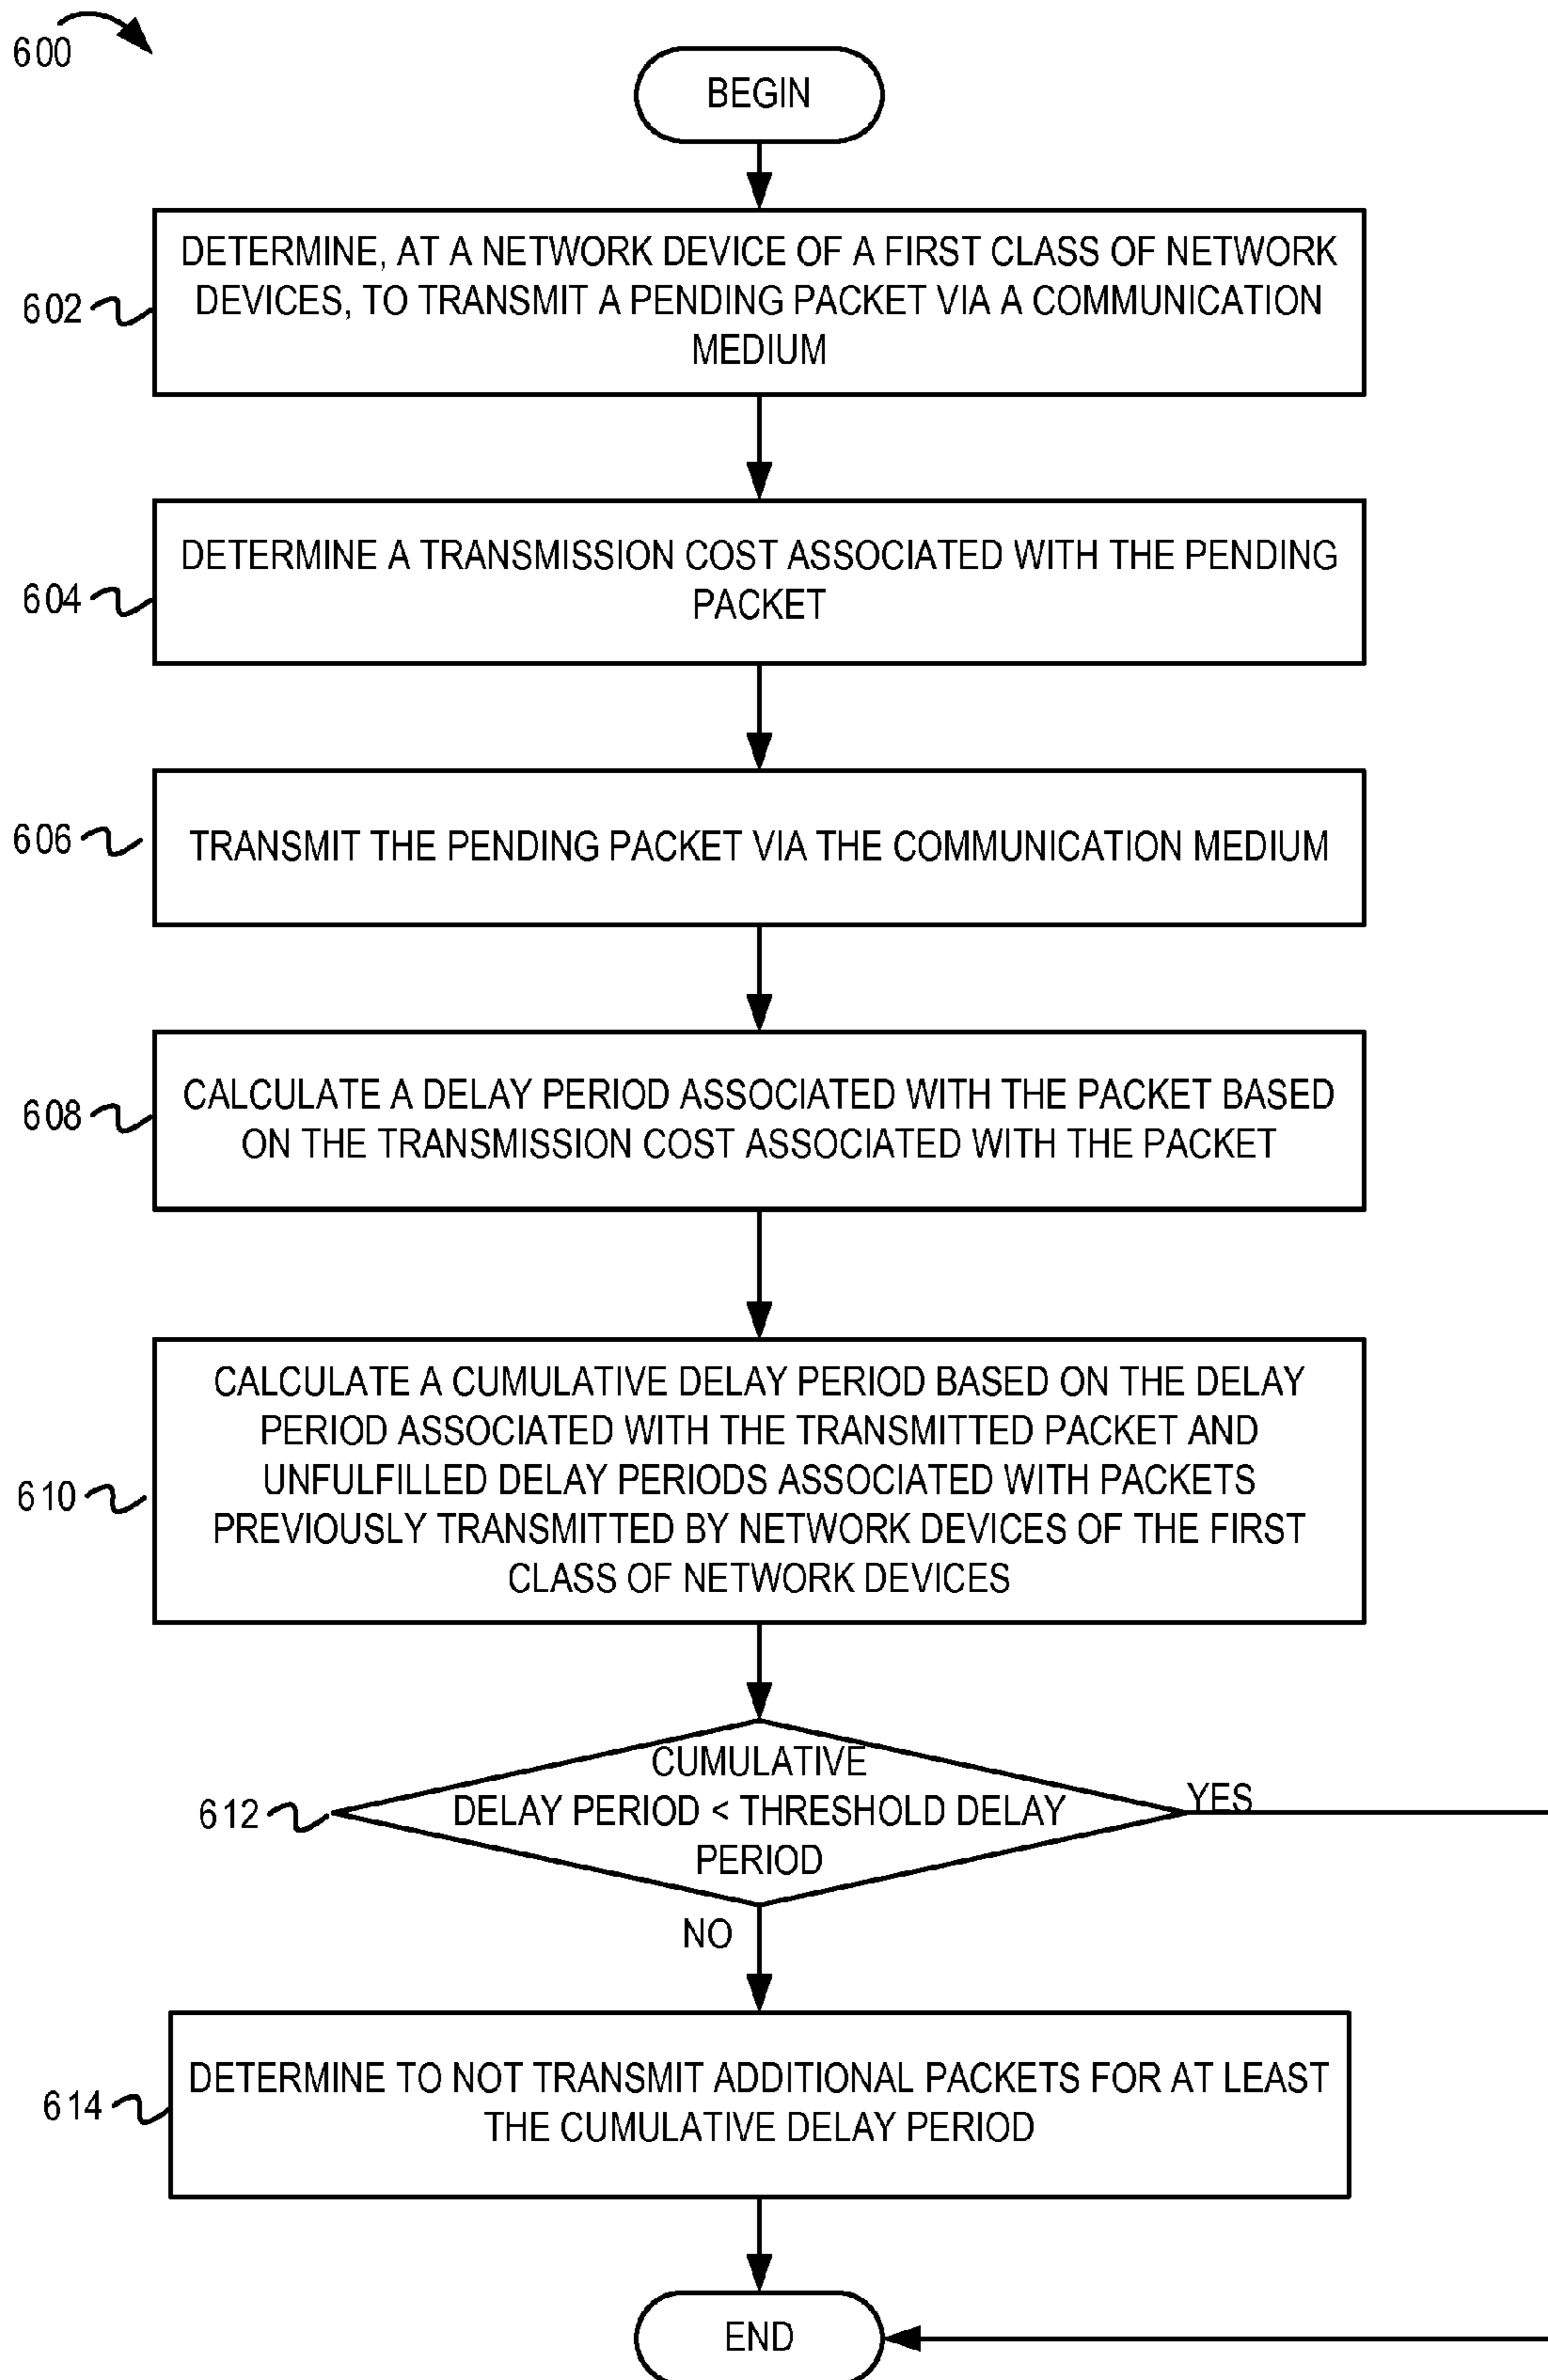 600
BEGIN
602
DETERMINE, AT A NETWORK DEVICE OF A FIRST CLASS OF NETWORK
DEVICES, TO TRANSMIT A PENDING PACKET VIA A COMMUNICATION
MEDIUM
604
DETERMINE A TRANSMISSION COST ASSOCIATED WITH THE PENDING
PACKET
606
TRANSMIT THE PENDING PACKET VIA THE COMMUNICATION MEDIUM
608
CALCULATE A DELAY PERIOD ASSOCIATED WITH THE PACKET BASED
ON THE TRANSMISSION COST ASSOCIATED WITH THE PACKET
610
CALCULATE A CUMULATIVE DELAY PERIOD BASED ON THE DELAY
PERIOD ASSOCIATED WITH THE TRANSMITTED PACKET AND
UNFULFILLED DELAY PERIODS ASSOCIATED WITH PACKETS
PREVIOUSLY TRANSMITTED BY NETWORK DEVICES OF THE FIRST
CLASS OF NETWORK DEVICES
612
CUMULATIVE
DELAY PERIOD < THRESHOLD DELAY
PERIOD
YES
NO
614
DETERMINE TO NOT TRANSMIT ADDITIONAL PACKETS FOR AT LEAST
THE CUMULATIVE DELAY PERIOD
END